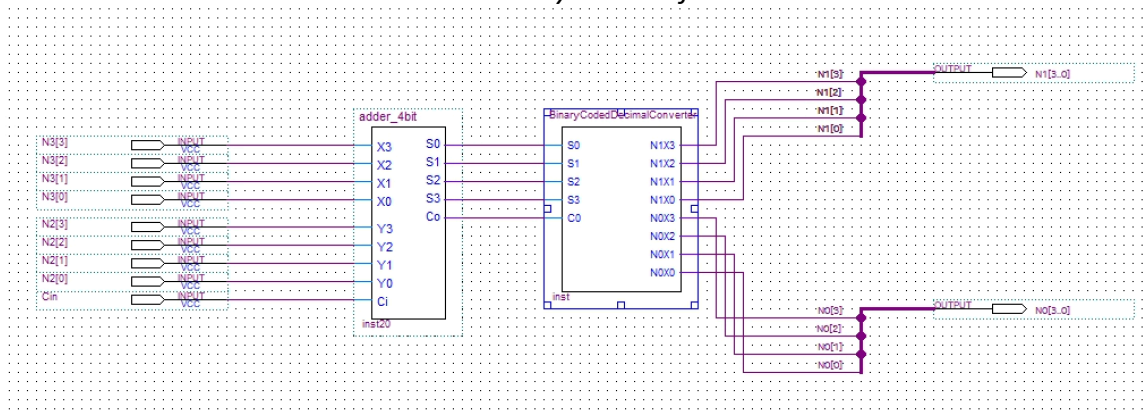 N3[3] INPUT VCC
N3[2] INPUT VCC
N3[1] INPUT VCC
N3[0] INPUT VCC
N2[3] INPUT VCC
N2[2] INPUT VCC
N2[1] INPUT VCC
N2[0] INPUT VCC
Cin INPUT VCC
adder_4bit
X3 S0
X2 S1
X1 S2
X0 S3
Y3 Co
Y2
Y1
Y0
Ci
inst20
BinaryCodedDecimalConverter
S0 N1X3
S1 N1X2
S2 N1X1
S3 N1X0
C0 N0X3
N0X2
N0X1
N0X0
inst
N1[3]
N1[2]
N1[1]
N1[0]
OUTPUT N1[3..0]
N0[3]
N0[2]
N0[1]
N0[0]
OUTPUT N0[3..0]